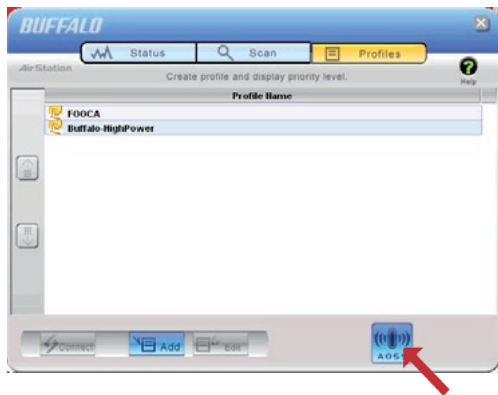 BUFFALO
AirStation
Status
Scan
Profiles
Create profile and display priority level.
Help
Profile Name
FOOCA
Buffalo-HighPower
Connect
Add
Edit
AOSS